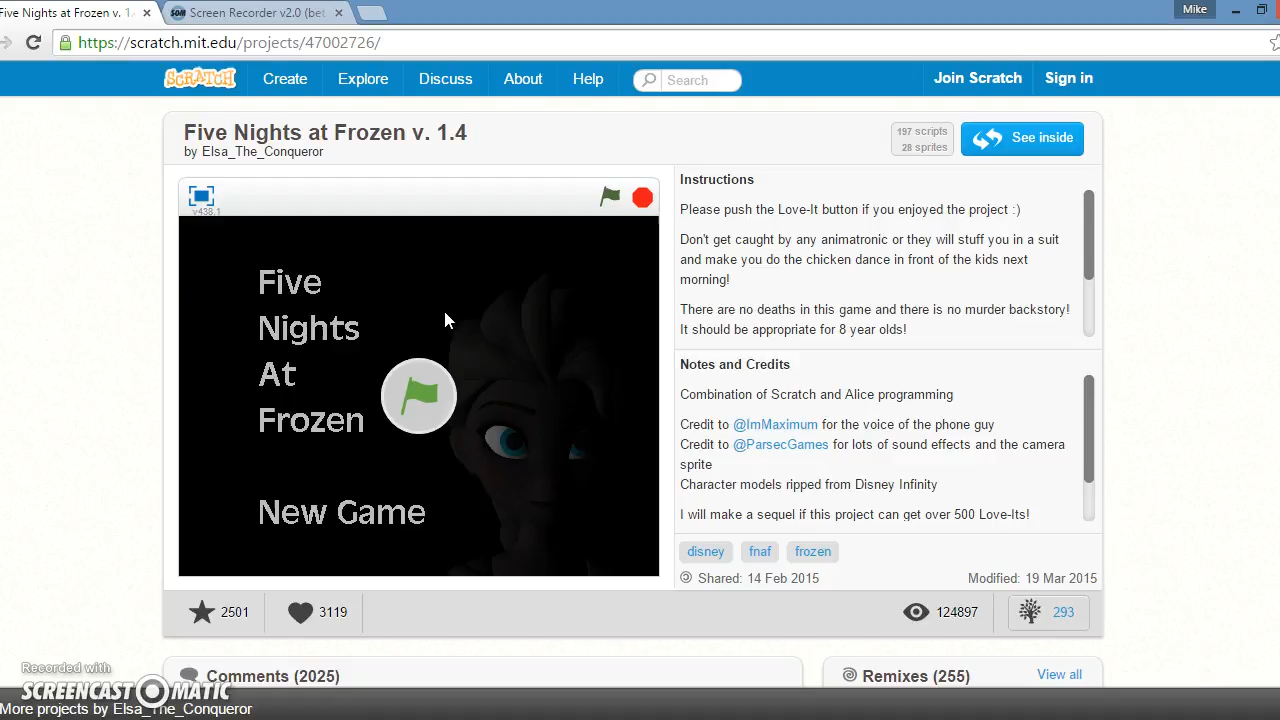 Five Nights at Frozen v. 1.
Screen Recorder v2.0 (bet
Mike
https://scratch.mit.edu/projects/47002726/
SCRATCH
Create
Explore
Discuss
About
Help
Search
Join Scratch
Sign in
Five Nights at Frozen v. 1.4
by Elsa_The_Conqueror
197 scripts
28 sprites
See inside
v438.1
Five
Nights
At
Frozen
New Game
Instructions
Please push the Love-It button if you enjoyed the project :)
Don't get caught by any animatronic or they will stuff you in a suit
and make you do the chicken dance in front of the kids next
morning!
There are no deaths in this game and there is no murder backstory!
It should be appropriate for 8 year olds!
Notes and Credits
Combination of Scratch and Alice programming
Credit to @ImMaximum for the voice of the phone guy
Credit to @ParsecGames for lots of sound effects and the camera
sprite
Character models ripped from Disney Infinity
I will make a sequel if this project can get over 500 Love-Its!
disney
fnaf
frozen
Shared: 14 Feb 2015
Modified: 19 Mar 2015
2501
3119
124897
293
Comments (2025)
Remixes (255)
View all
Recorded with
SCREENCAST-O-MATIC
More projects by Elsa_The_Conqueror